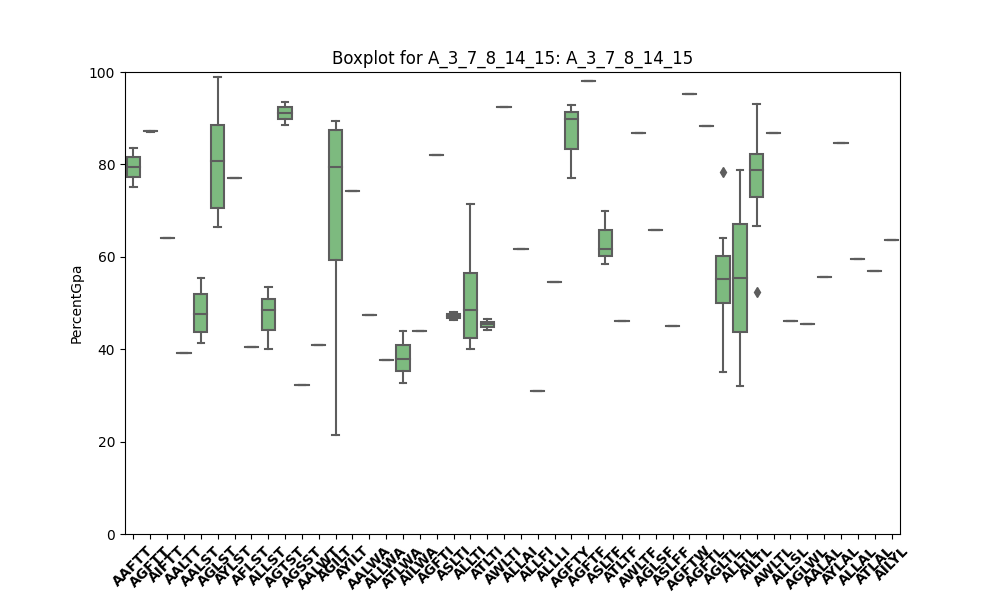 Boxplot for A_3_7_8_14_15: A_3_7_8_14_15
100
80
60
40
20
0
PercentGpa
AAFTT
AGFTT
AIFTT
AALTT
AALST
AGLST
AYLST
AFLST
ALLST
AGTST
AGSST
AALWT
AGILT
AYILT
AALWA
ALLWA
ATLWA
AILWA
AGFTI
ASLTI
ALLTI
ATLTI
AWLTI
ALLAI
ALLFI
ALLLI
AGFTY
AGFTF
ASLTF
ATLTF
AWLTF
AGLSF
ASLFF
AGFTW
AGFTL
AGLTL
ALLTL
AILTL
AWLTL
ALLSL
AGLWL
AALAL
AYLAL
ALLAL
ATLAL
AILYL